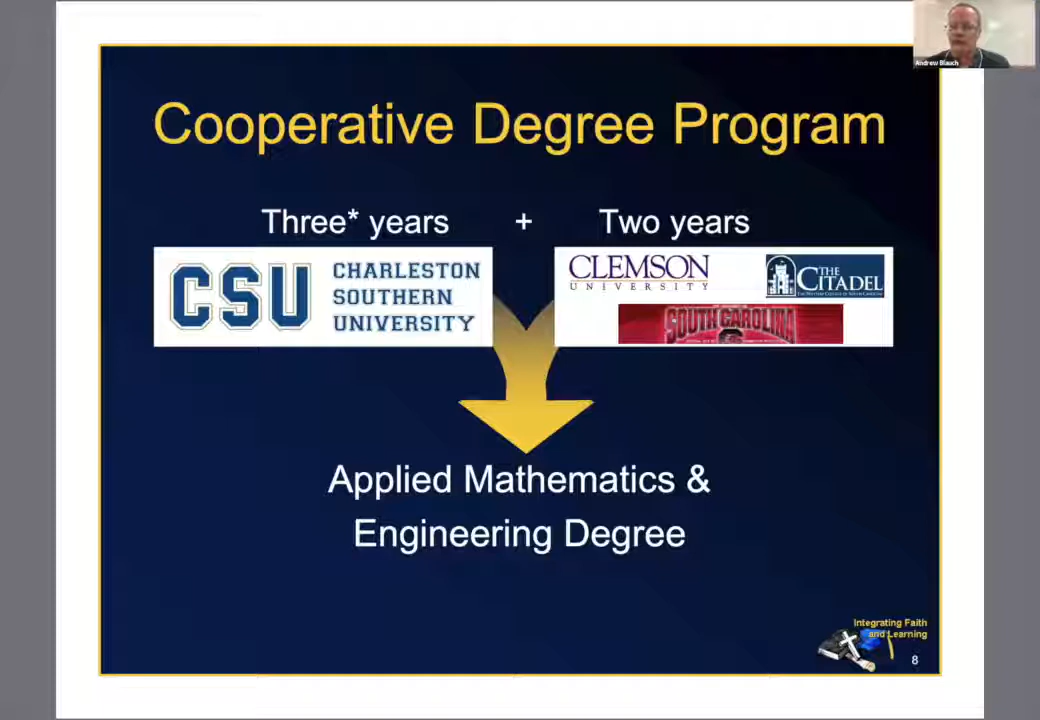 Andrew Blauch
Cooperative Degree Program
Three* years + Two years
CSU
CHARLESTON
SOUTHERN
UNIVERSITY
CLEMSON
UNIVERSITY
THE
CITADEL
SOUTH CAROLINA
Applied Mathematics &
Engineering Degree
Integrating Faith
and Learning
8